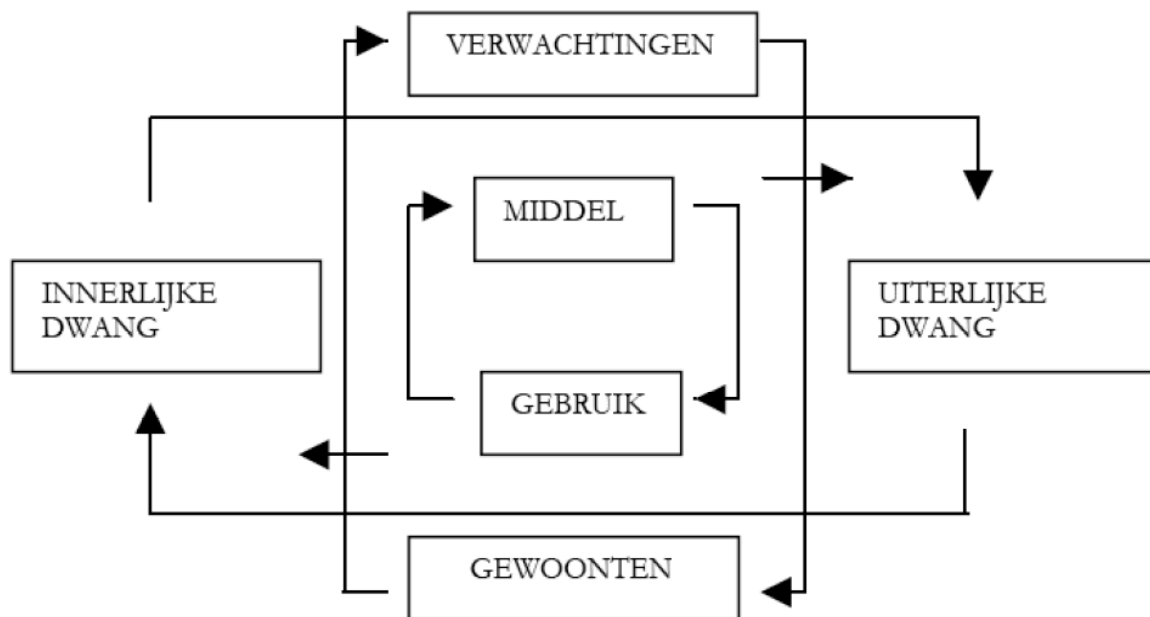 VERWACHTINGEN
MIDDEL
INNERLIJKE
DWANG
UITERLIJKE
DWANG
GEBRUIK
GEWOONTEN